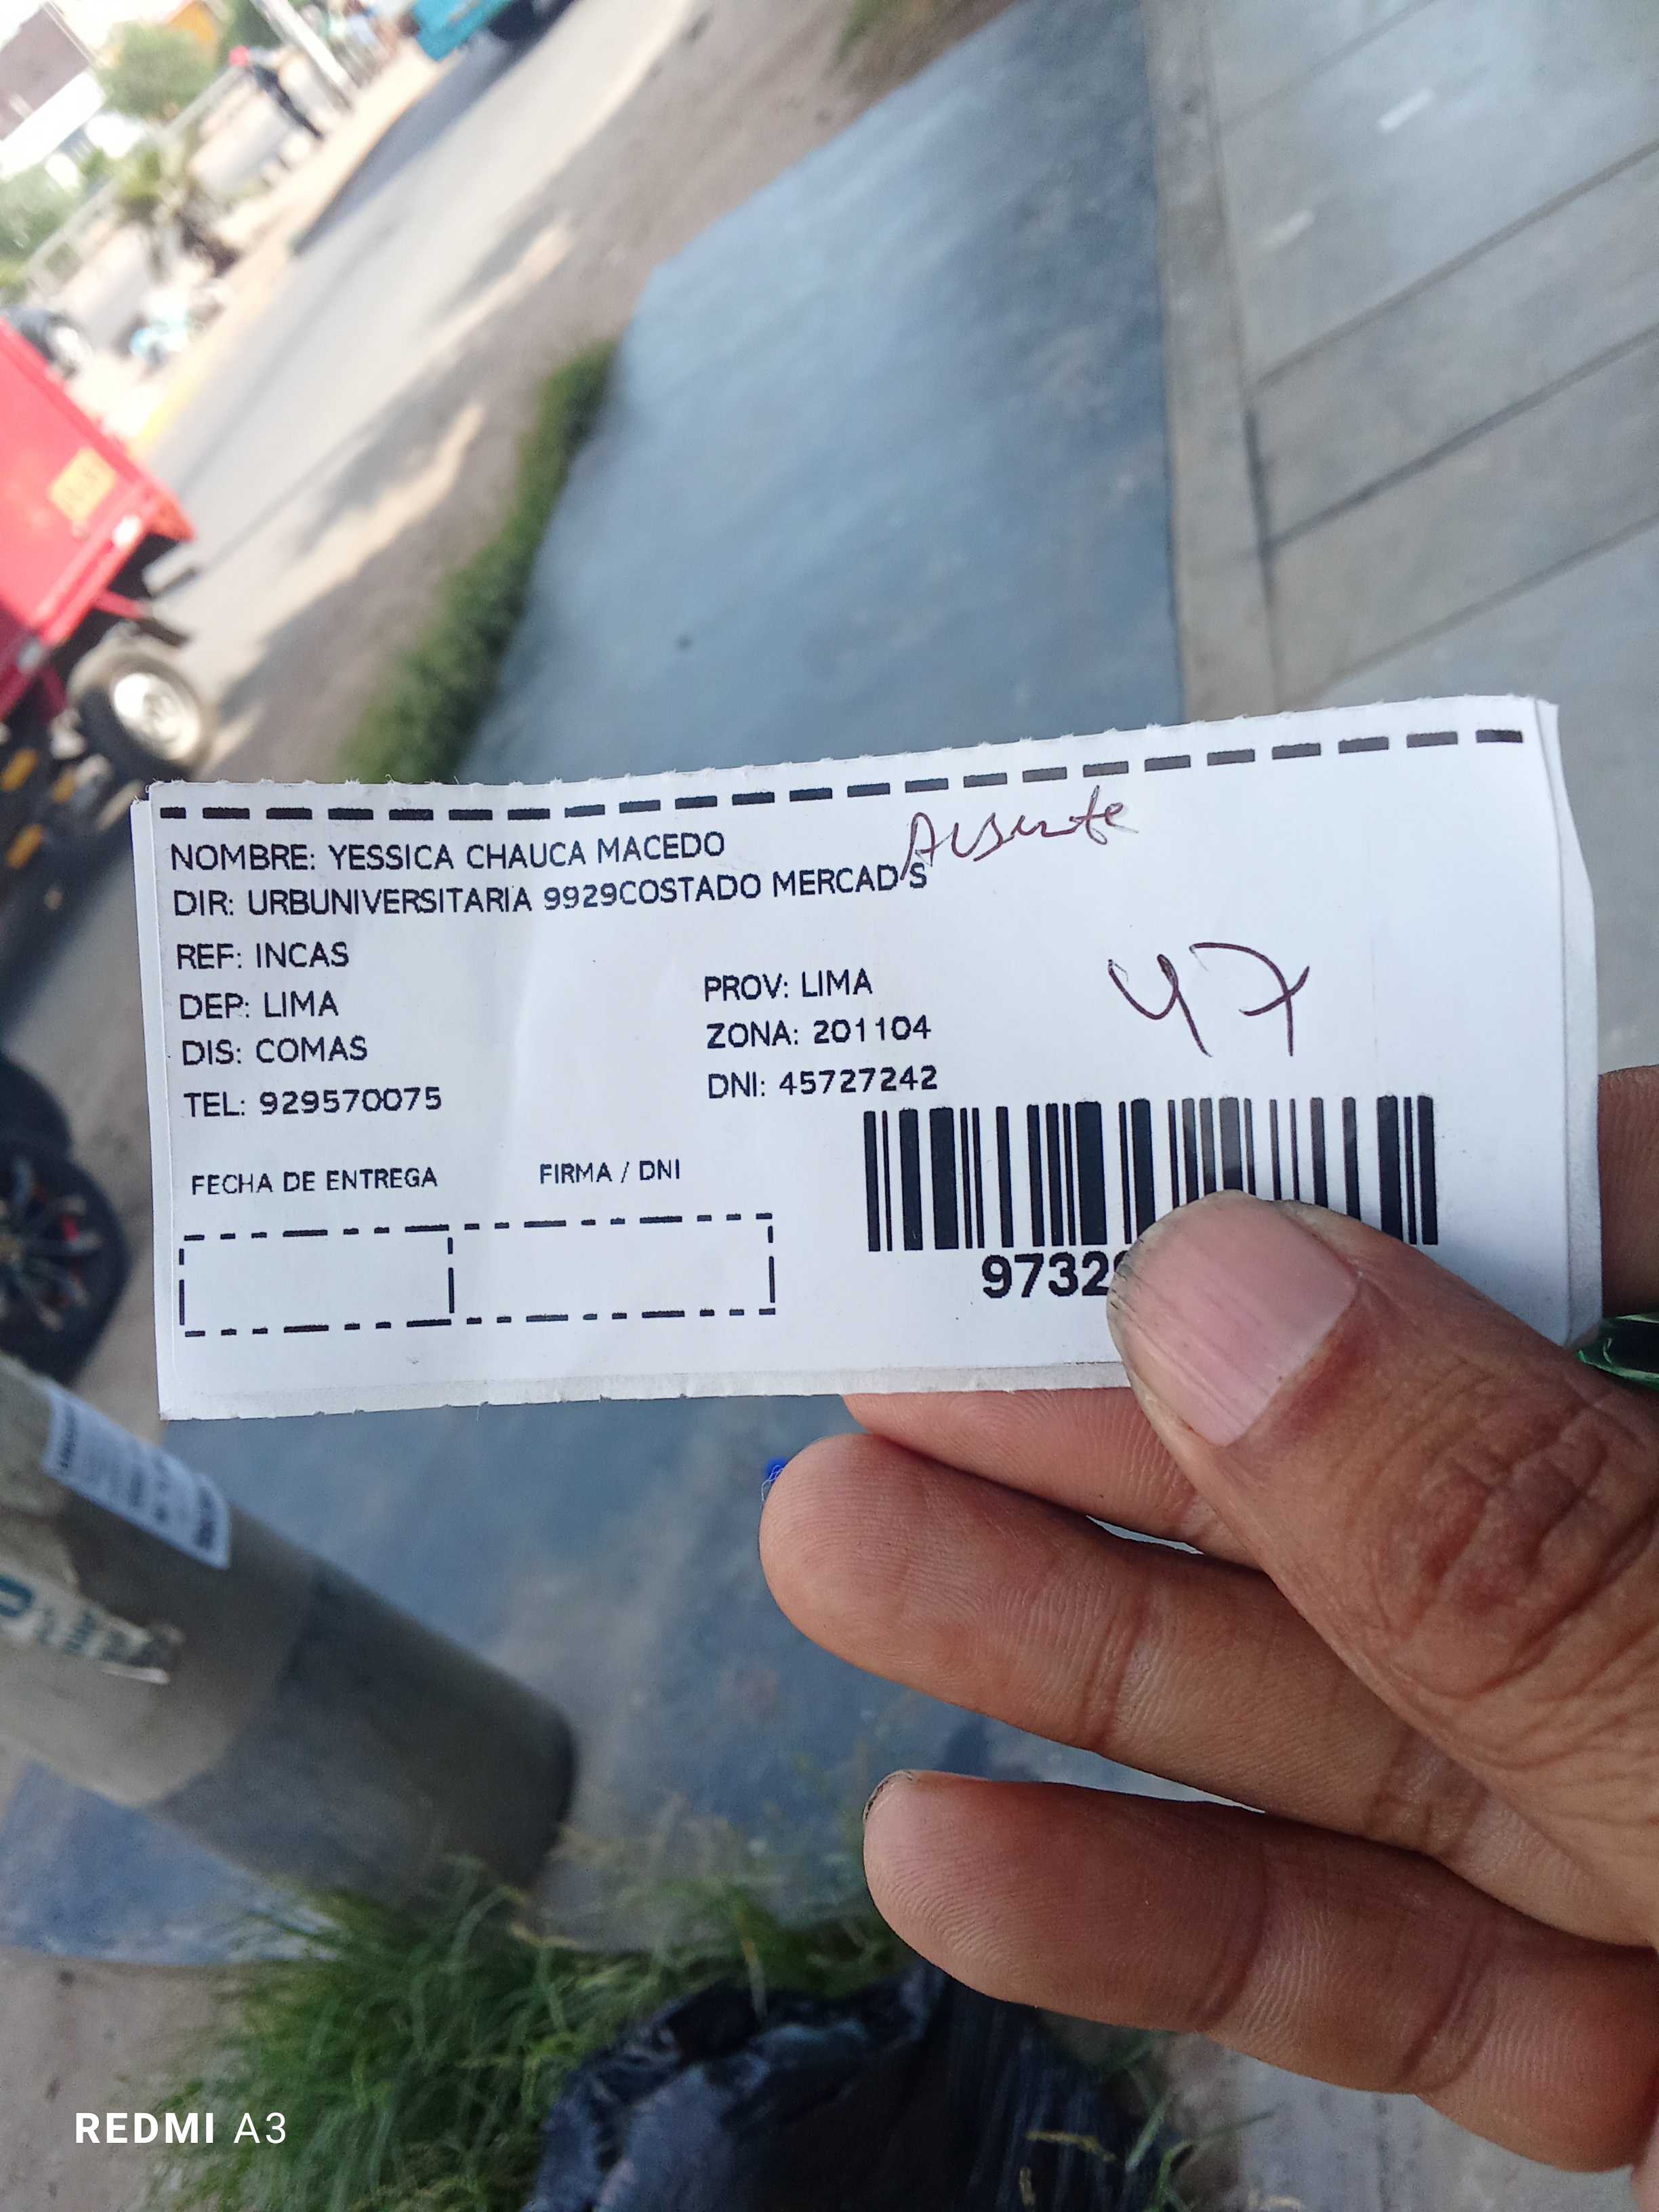 Ausente
NOMBRE: YESSICA CHAUCA MACEDO
DIR: URBUNIVERSITARIA 9929COSTADO MERCAD/S
REF: INCAS
DEP: LIMA
PROV: LIMA
47
DIS: COMAS
ZONA: 201104
TEL: 929570075
DNI: 45727242
FECHA DE ENTREGA
FIRMA / DNI
9732
REDMI A3